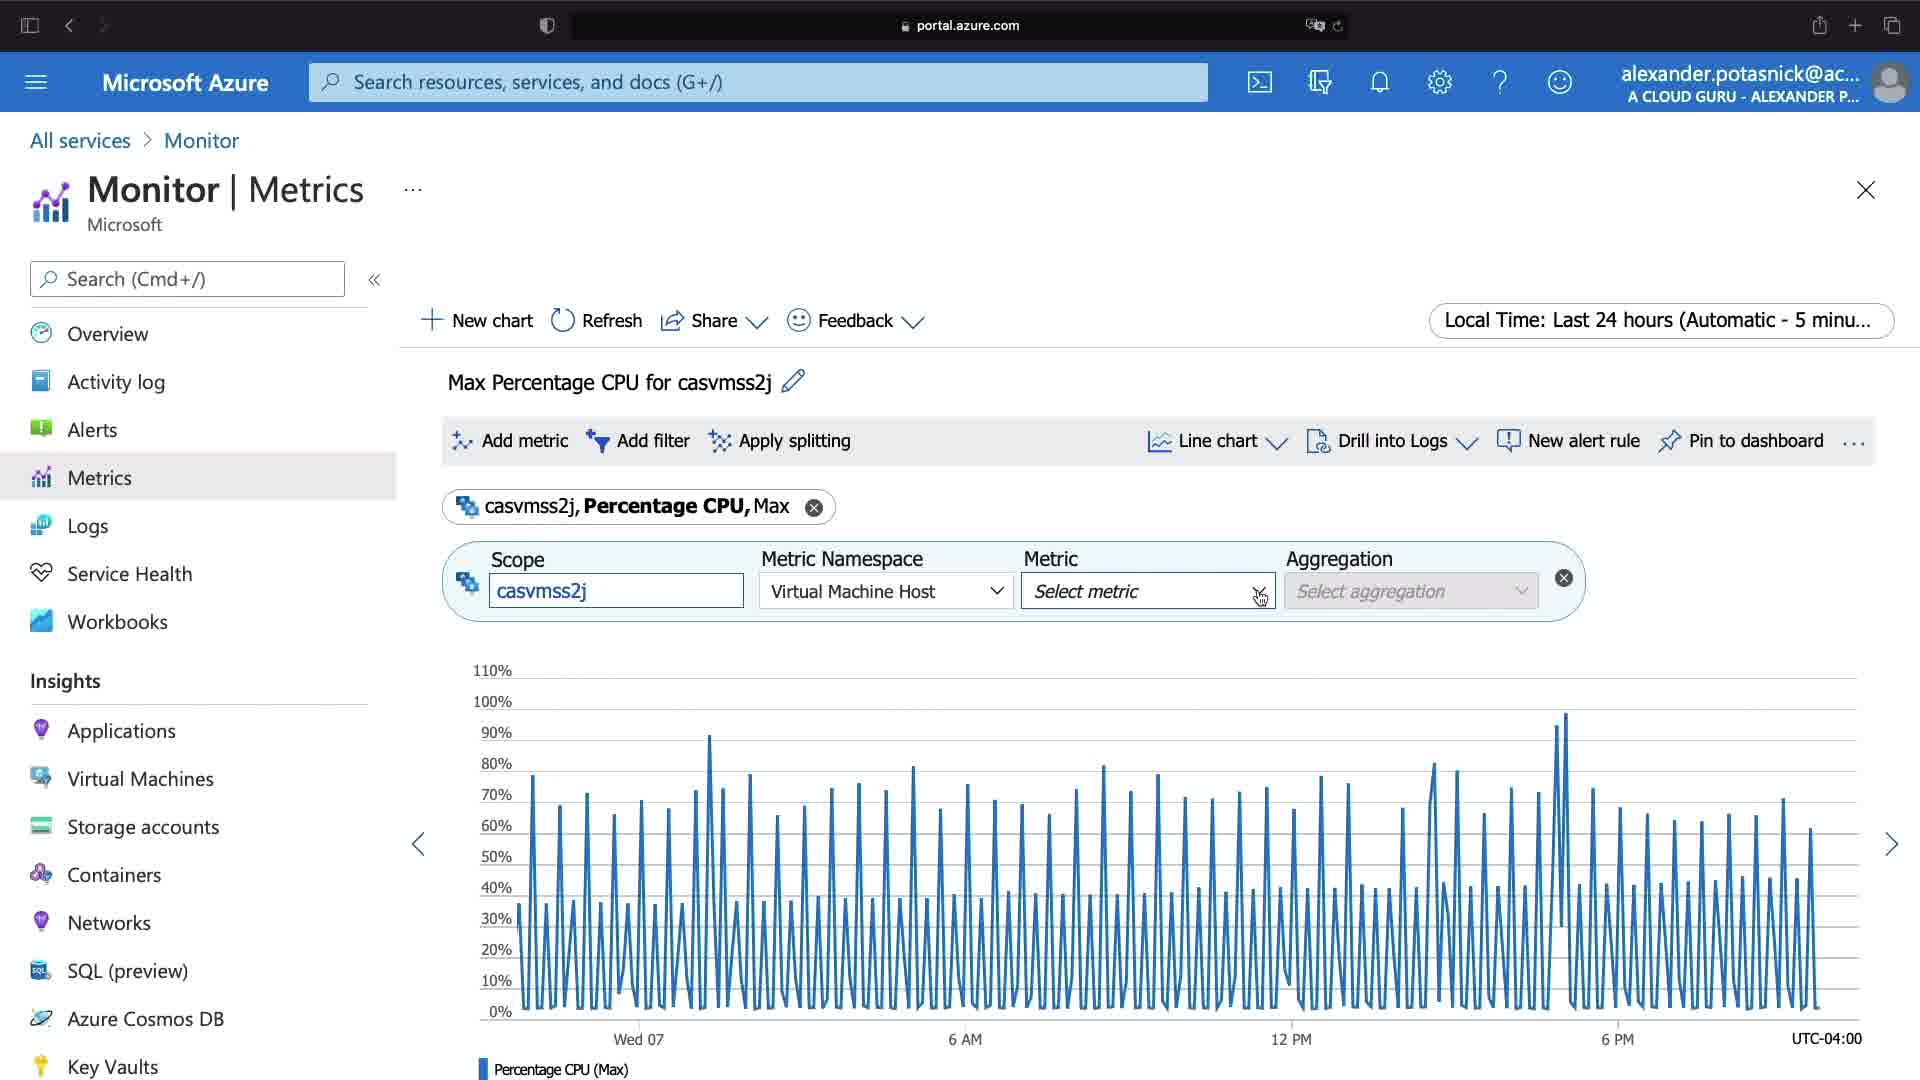 portal.azure.com
Microsoft Azure
Search resources, services, and docs (G+/)
alexander.potasnick@ac...
A CLOUD GURU - ALEXANDER P...
All services > Monitor
Monitor | Metrics ...
Microsoft
Search (Cmd+/)
«
Overview
Activity log
Alerts
Metrics
Logs
Service Health
Workbooks
Insights
Applications
Virtual Machines
Storage accounts
Containers
Networks
SQL (preview)
Azure Cosmos DB
Key Vaults
New chart Refresh Share Feedback
Local Time: Last 24 hours (Automatic - 5 minu...
Max Percentage CPU for casvmss2j
Add metric Add filter Apply splitting Line chart Drill into Logs New alert rule Pin to dashboard ...
casvmss2j, Percentage CPU, Max
Scope Metric Namespace Metric Aggregation
casvmss2j Virtual Machine Host Select metric Select aggregation
110%
100%
90%
80%
70%
60%
50%
40%
30%
20%
10%
0%
Wed 07 6 AM 12 PM 6 PM UTC-04:00
Percentage CPU (Max)